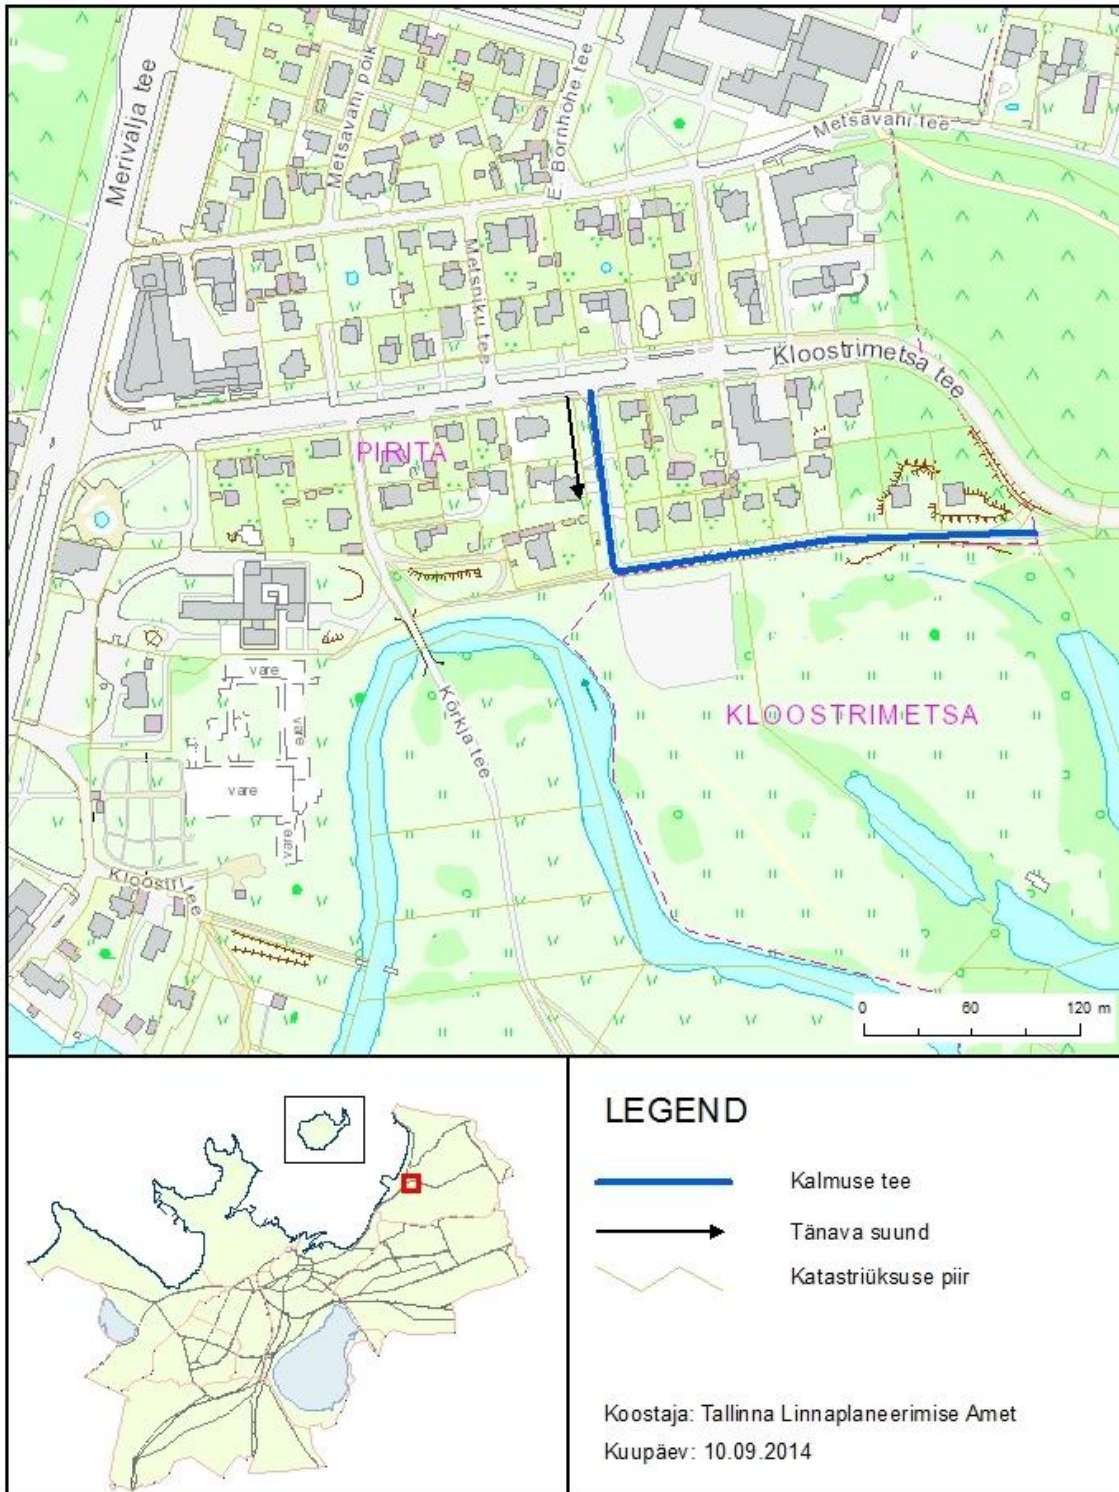 Merivälja tee
Metsavahi põik
E. Bornhöhe tee
Metsavahi tee
Metsniku tee
Kloostrimetsa tee
PIRITA
vare
Kõrkja tee
KLOOSTRIMETSA
vare
vare
vare
Kloostri tee
0 60 120 m
LEGEND
Kalmuse tee
Tänava suund
Katastriüksuse piir
Koostaja: Tallinna Linnaplaneerimise Amet
Kuupäev: 10.09.2014